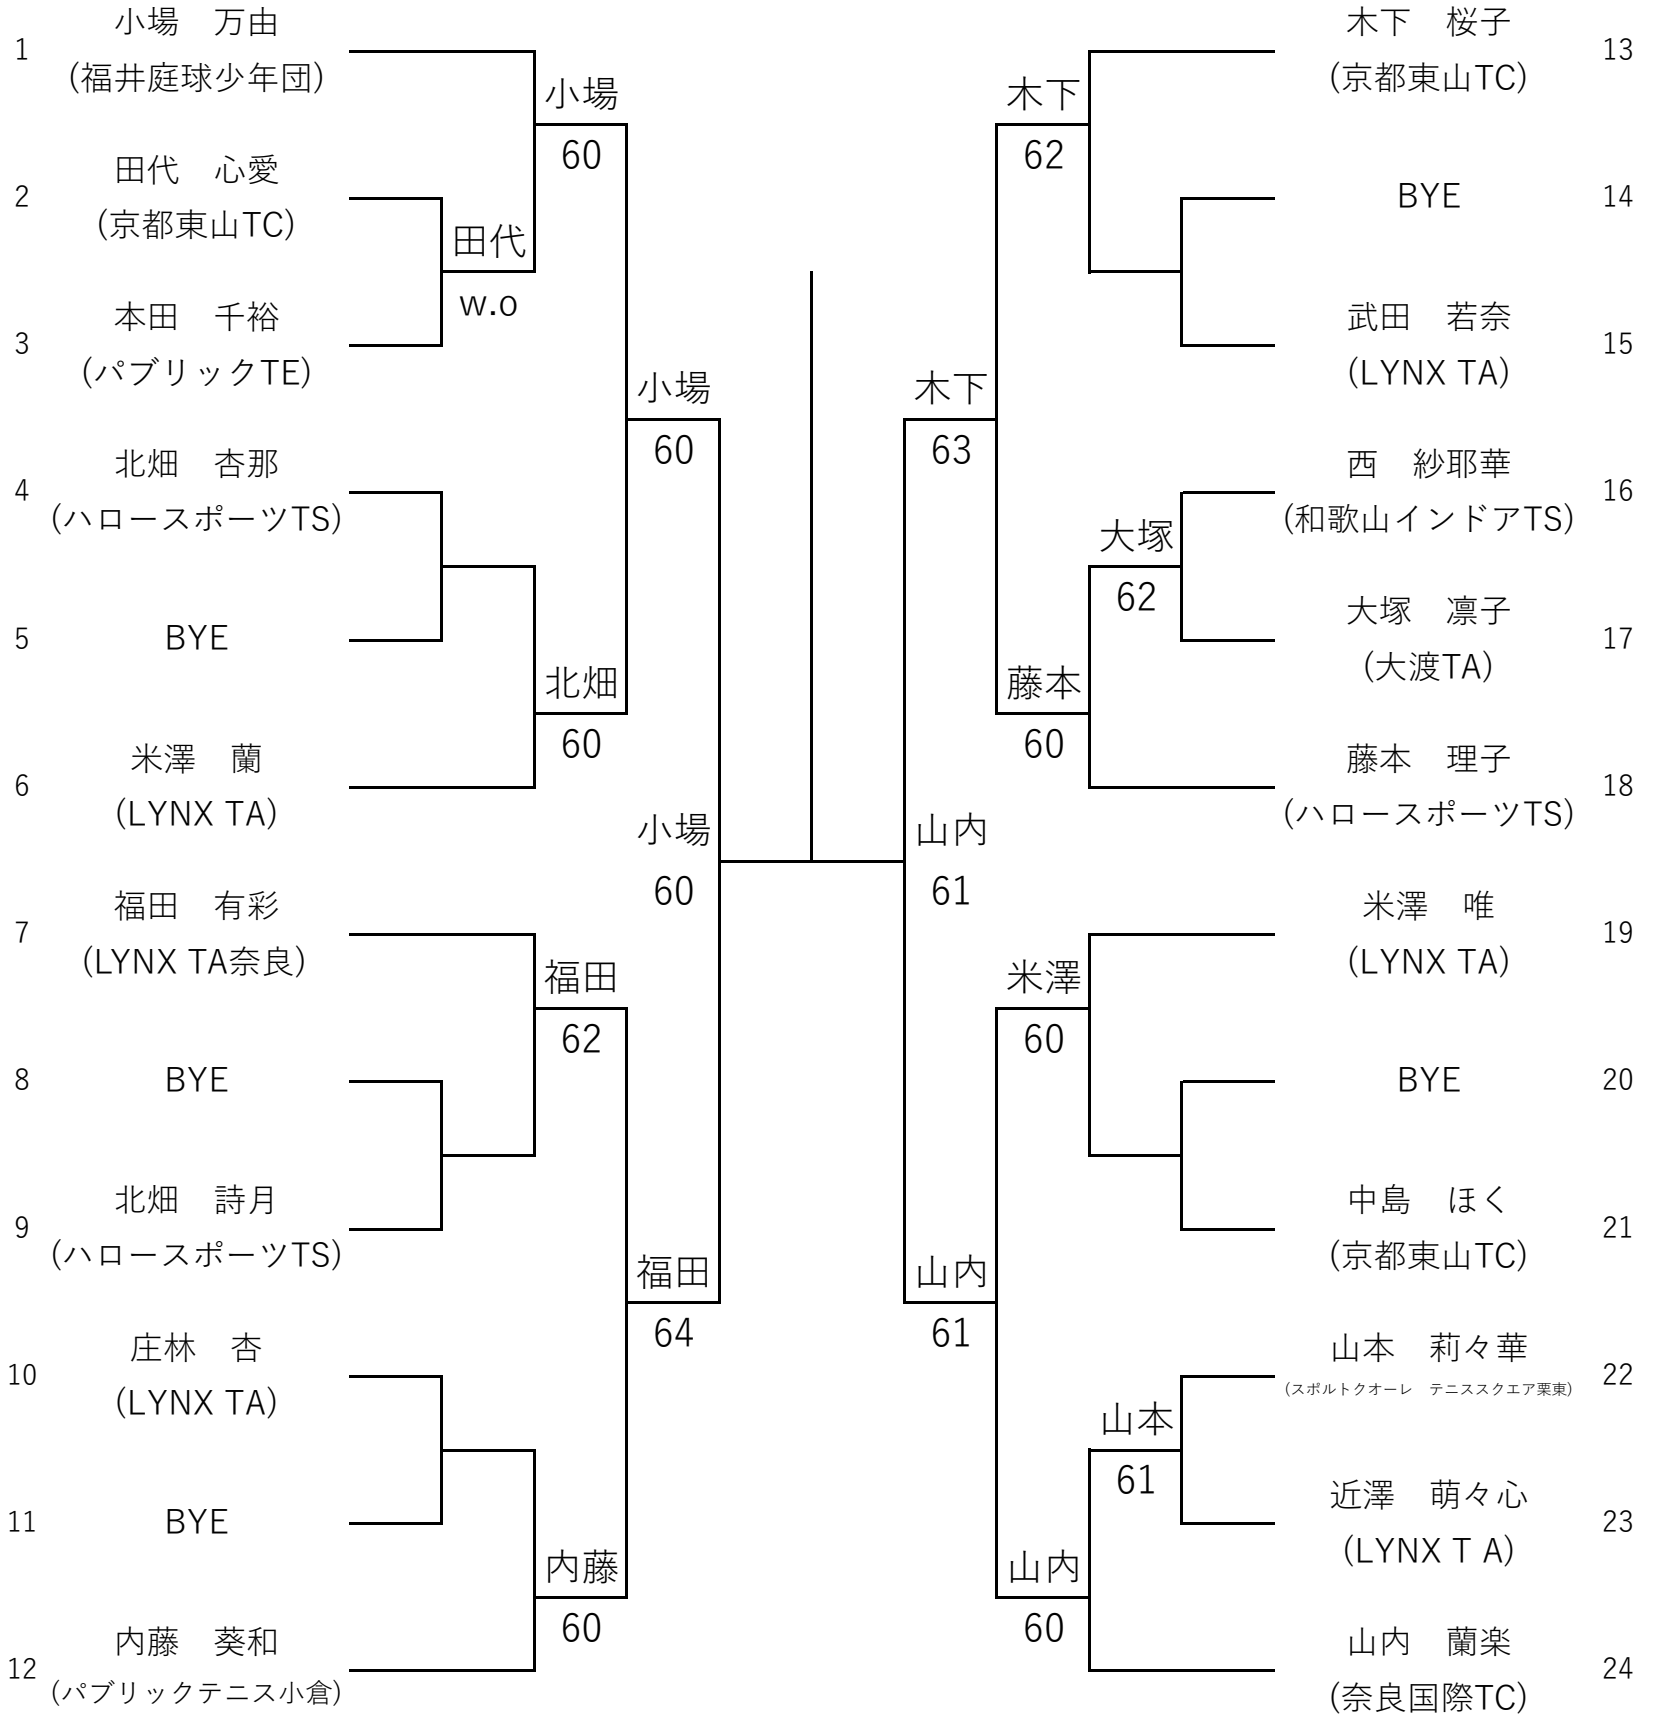 1
小場　万由
(福井庭球少年団)
2
田代　心愛
(京都東山TC)
3
本田　千裕
(パブリックTE)
4
北畑　杏那
(ハロースポーツTS)
5
BYE
6
米澤　蘭
(LYNX TA)
7
福田　有彩
(LYNX TA奈良)
8
BYE
9
北畑　詩月
(ハロースポーツTS)
10
庄林　杏
(LYNX TA)
11
BYE
12
内藤　葵和
(パブリックテニス小倉)
田代
w.o
小場
60
北畑
60
福田
62
内藤
60
小場
60
福田
64
小場
60
山内
61
木下
63
山内
61
木下
62
藤本
60
米澤
60
山内
60
大塚
62
山本
61
木下　桜子
(京都東山TC)
13
BYE
14
武田　若奈
(LYNX TA)
15
西　紗耶華
(和歌山インドアTS)
16
大塚　凛子
(大渡TA)
17
藤本　理子
(ハロースポーツTS)
18
米澤　唯
(LYNX TA)
19
BYE
20
中島　ほく
(京都東山TC)
21
山本　莉々華
(スポルトクオーレ　テニススクエア栗東)
22
近澤　萌々心
(LYNX T A)
23
山内　蘭楽
(奈良国際TC)
24